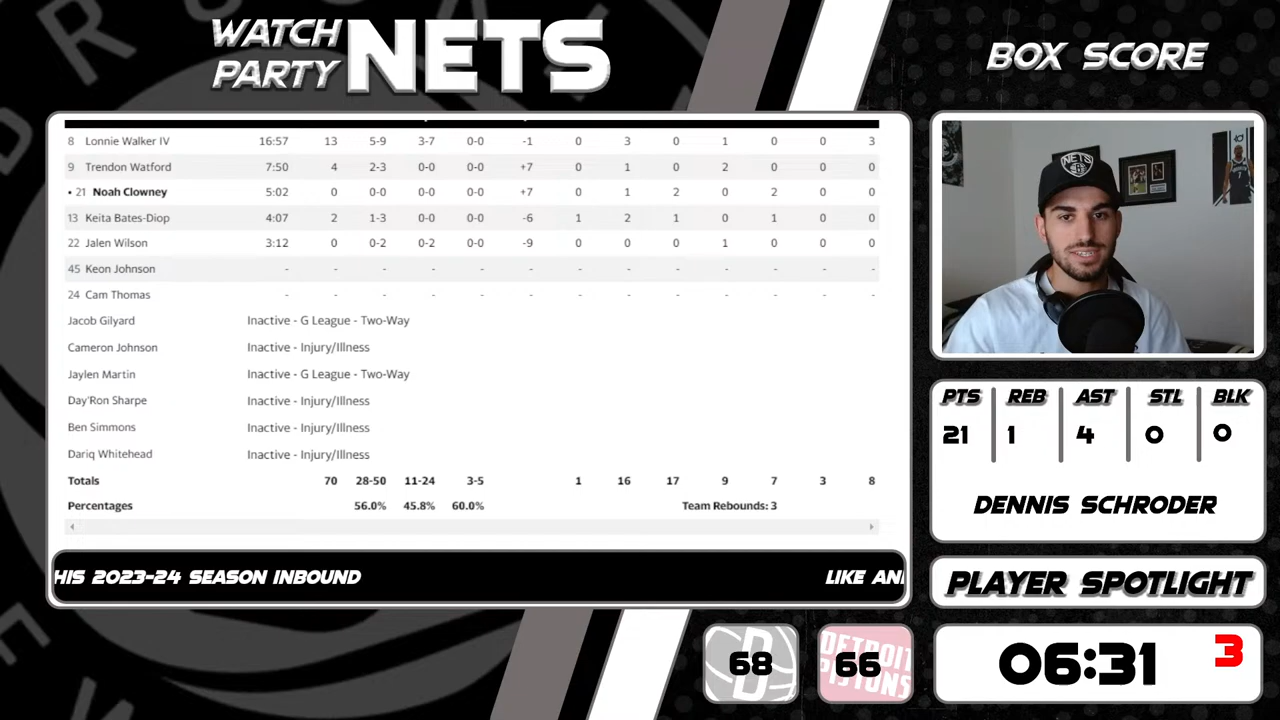 WATCH PARTY NETS
BOX SCORE
8 Lonnie Walker IV 16:57 13 5-9 3-7 0-0 -1 0 3 0 1 0 0 3
9 Trendon Watford 7:50 4 2-3 0-0 0-0 +7 0 1 0 2 0 0 0
• 21 Noah Clowney 5:02 0 0-0 0-0 0-0 +7 0 1 2 0 2 0 0
13 Keita Bates-Diop 4:07 2 1-3 0-0 0-0 -6 1 2 1 0 1 0 0
22 Jalen Wilson 3:12 0 0-2 0-2 0-0 -9 0 0 0 1 0 0 0
45 Keon Johnson - - - - - - - - - - - - -
24 Cam Thomas - - - - - - - - - - - - -
Jacob Gilyard Inactive - G League - Two-Way
Cameron Johnson Inactive - Injury/Illness
Jaylen Martin Inactive - G League - Two-Way
Day'Ron Sharpe Inactive - Injury/Illness
Ben Simmons Inactive - Injury/Illness
Dariq Whitehead Inactive - Injury/Illness
Totals 70 28-50 11-24 3-5 1 16 17 9 7 3 8
Percentages 56.0% 45.8% 60.0% Team Rebounds: 3
HIS 2023-24 SEASON INBOUND LIKE AN
NETS
PTS REB AST STL BLK
21 1 4 0 0
DENNIS SCHRODER
PLAYER SPOTLIGHT
68
DETROIT
PISTONS
66
06:31 3